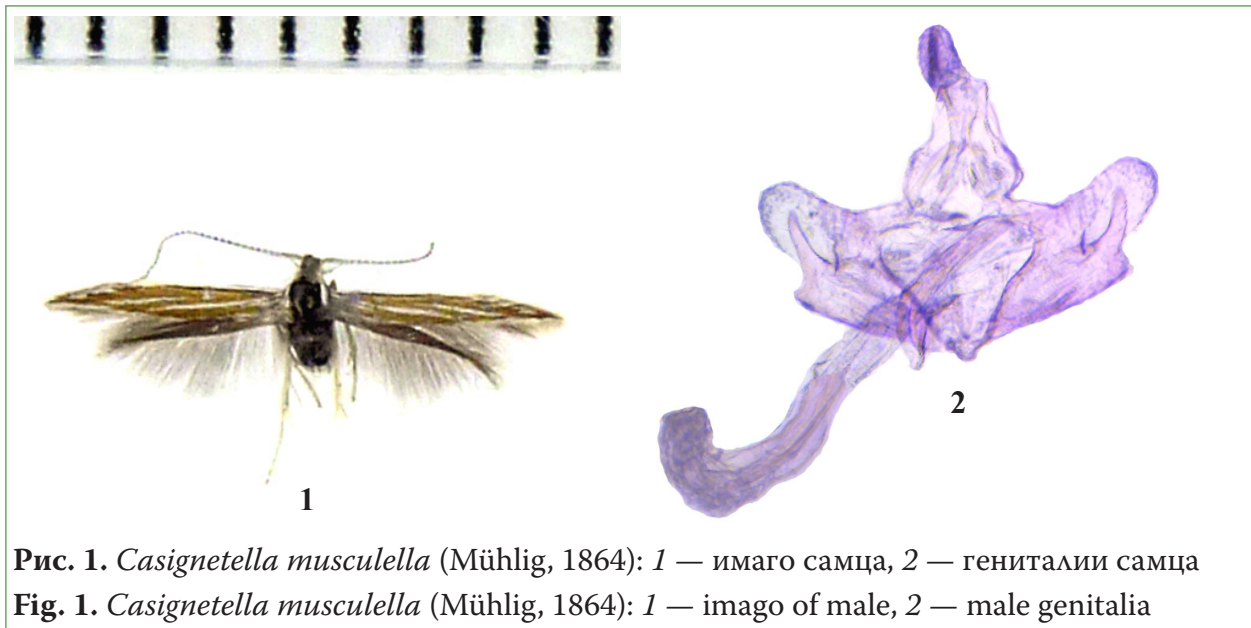 1
2
Рис. 1. Casignetella musculella (Mühlig, 1864): 1 — имаго самца, 2 — гениталии самца
Fig. 1. Casignetella musculella (Mühlig, 1864): 1 — imago of male, 2 — male genitalia